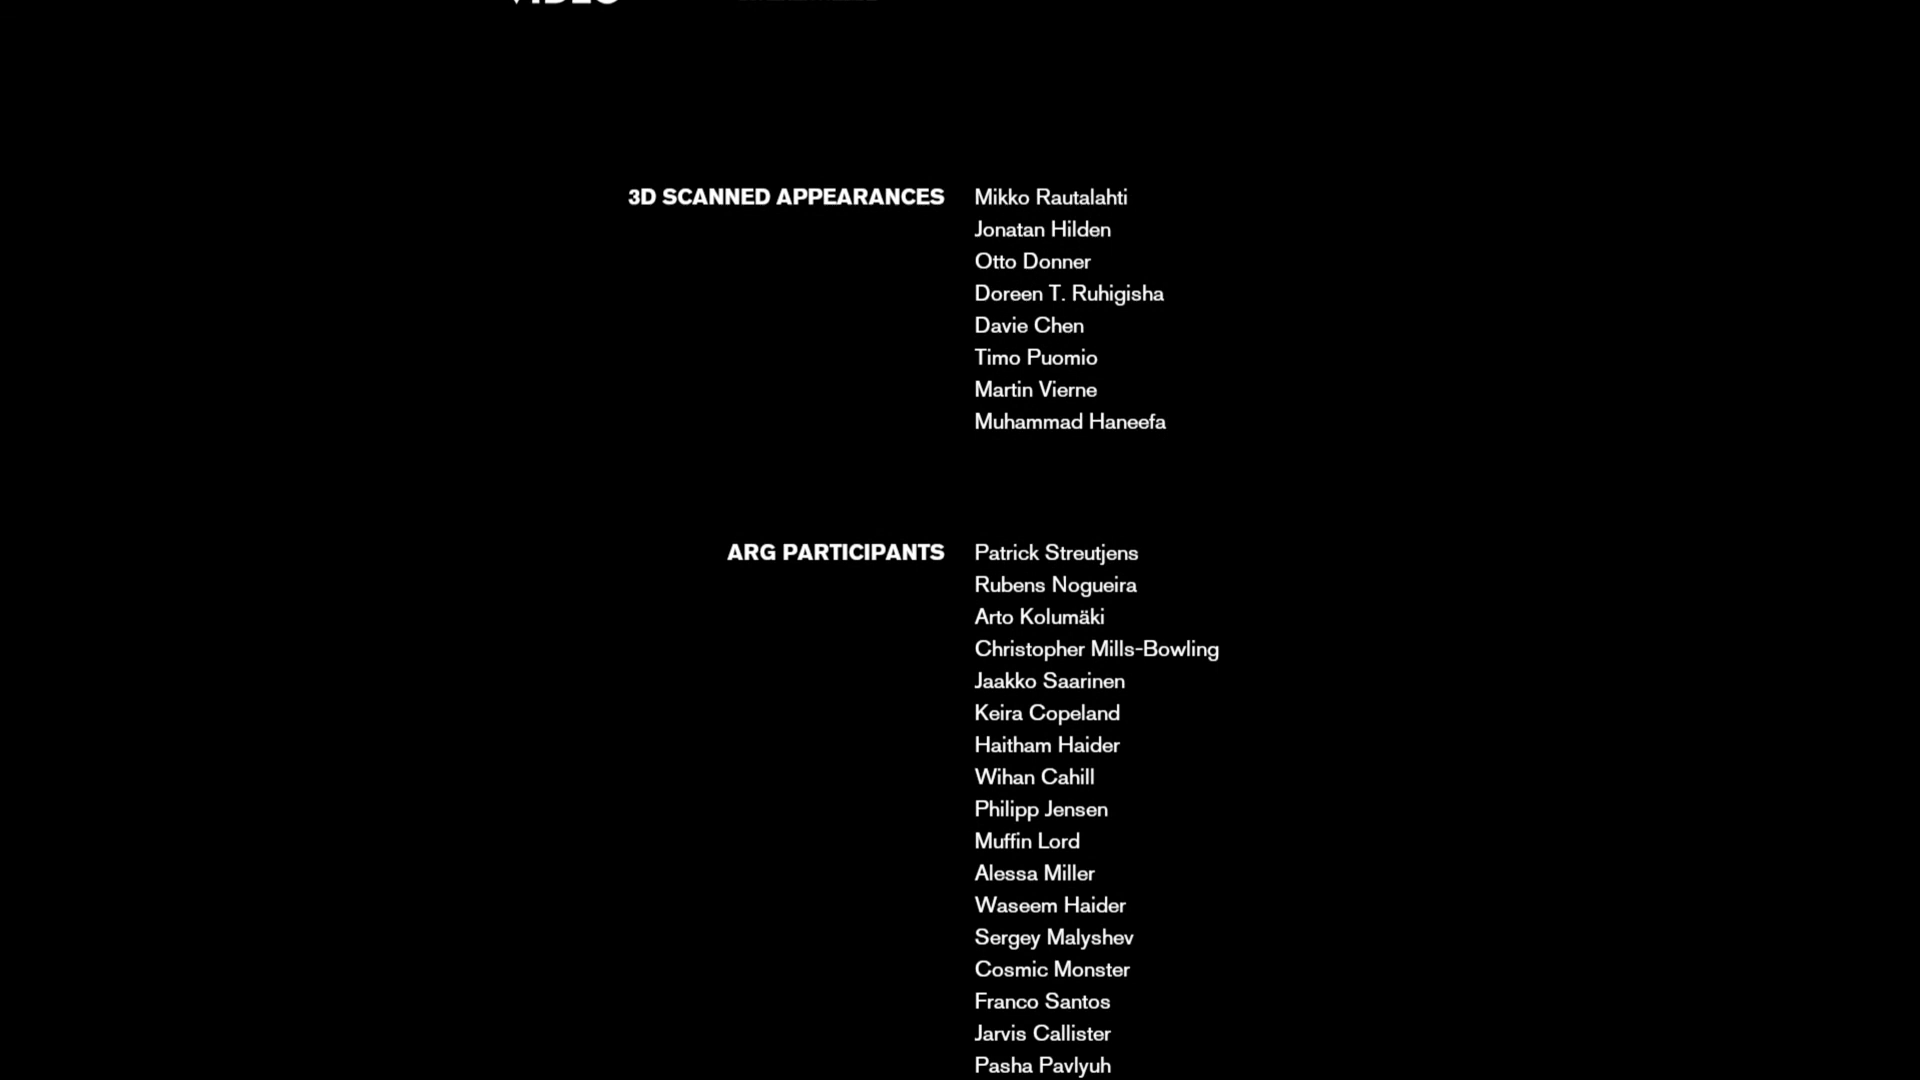 VIDEO
3D SCANNED APPEARANCES Mikko Rautalahti
Jonatan Hilden
Otto Donner
Doreen T. Ruhigisha
Davie Chen
Timo Puomio
Martin Vierne
Muhammad Haneefa
ARG PARTICIPANTS Patrick Streutjens
Rubens Nogueira
Arto Kolumäki
Christopher Mills-Bowling
Jaakko Saarinen
Keira Copeland
Haitham Haider
Wihan Cahill
Philipp Jensen
Muffin Lord
Alessa Miller
Waseem Haider
Sergey Malyshev
Cosmic Monster
Franco Santos
Jarvis Callister
Pasha Pavlyuh